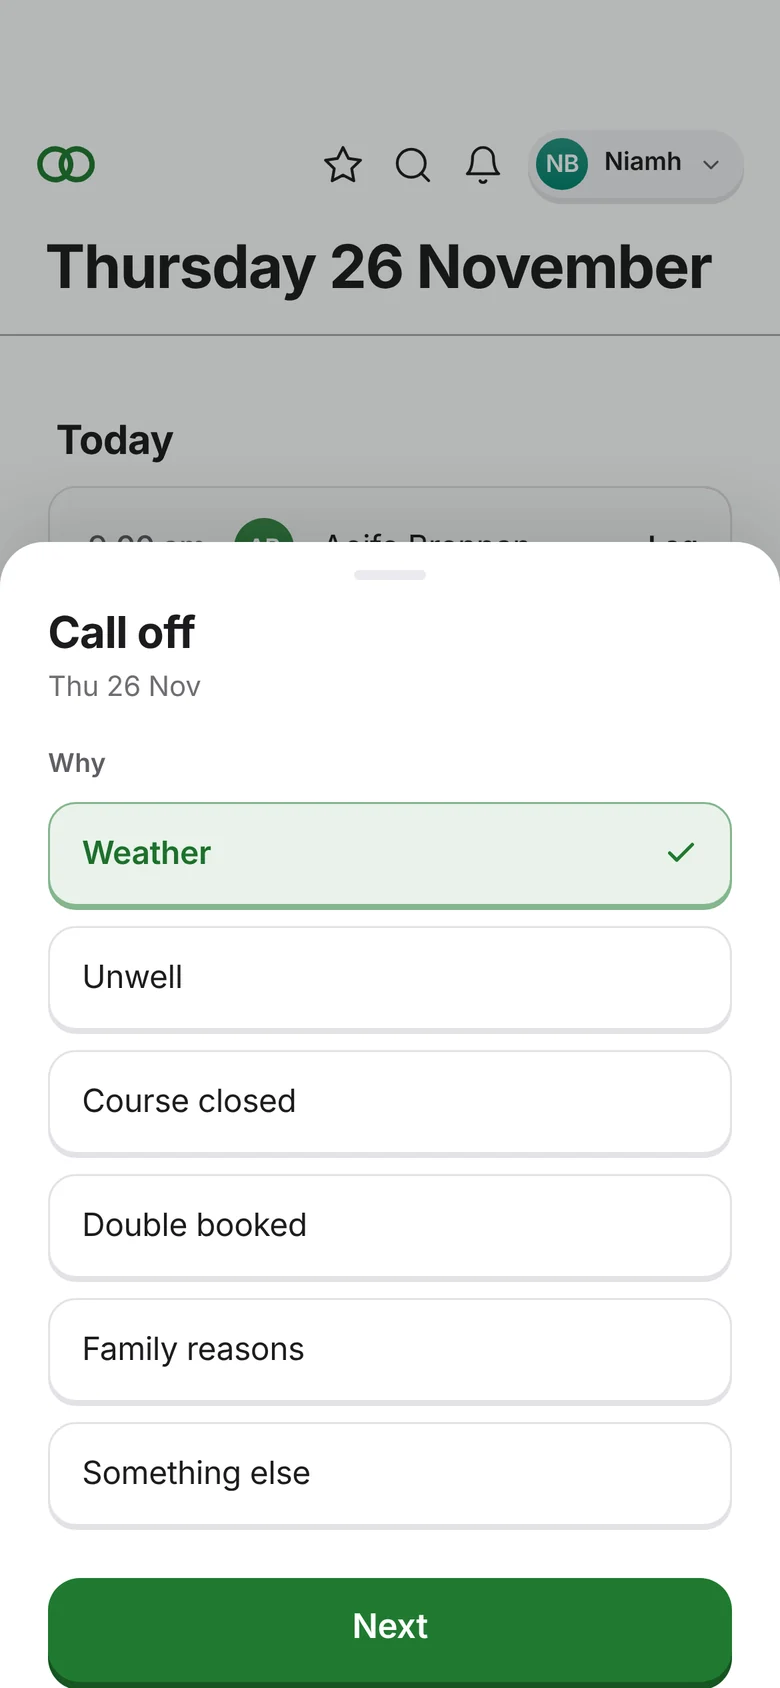 NB Niamh
Thursday 26 November
Today
Call off
Thu 26 Nov
Why
Weather
Unwell
Course closed
Double booked
Family reasons
Something else
Next